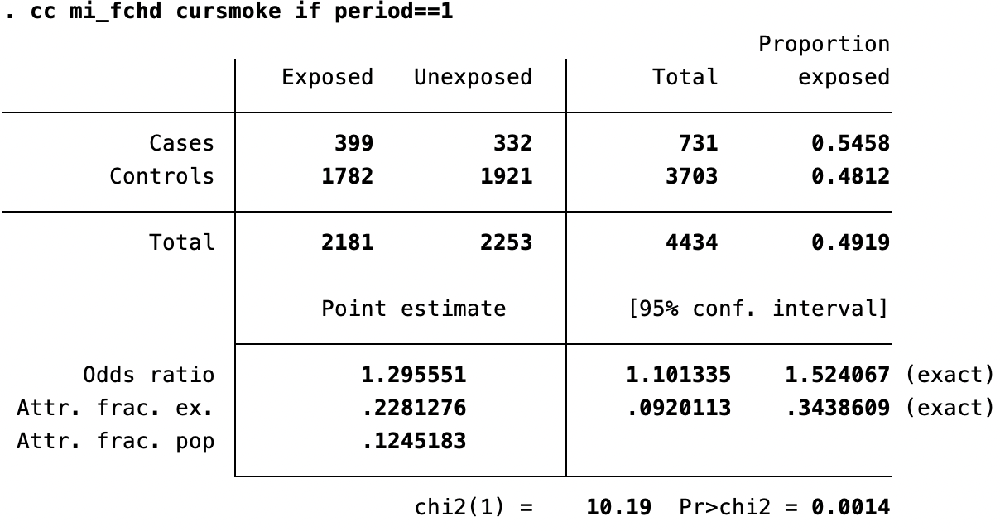 . cc mi_fchd cursmoke if period==1
Proportion
Exposed Unexposed Total exposed
Cases 399 332 731 0.5458
Controls 1782 1921 3703 0.4812
Total 2181 2253 4434 0.4919
Point estimate [95% conf. interval]
Odds ratio 1.295551 1.101335 1.524067 (exact)
Attr. frac. ex. .2281276 .0920113 .3438609 (exact)
Attr. frac. pop .1245183
chi2(1) = 10.19 Pr>chi2 = 0.0014